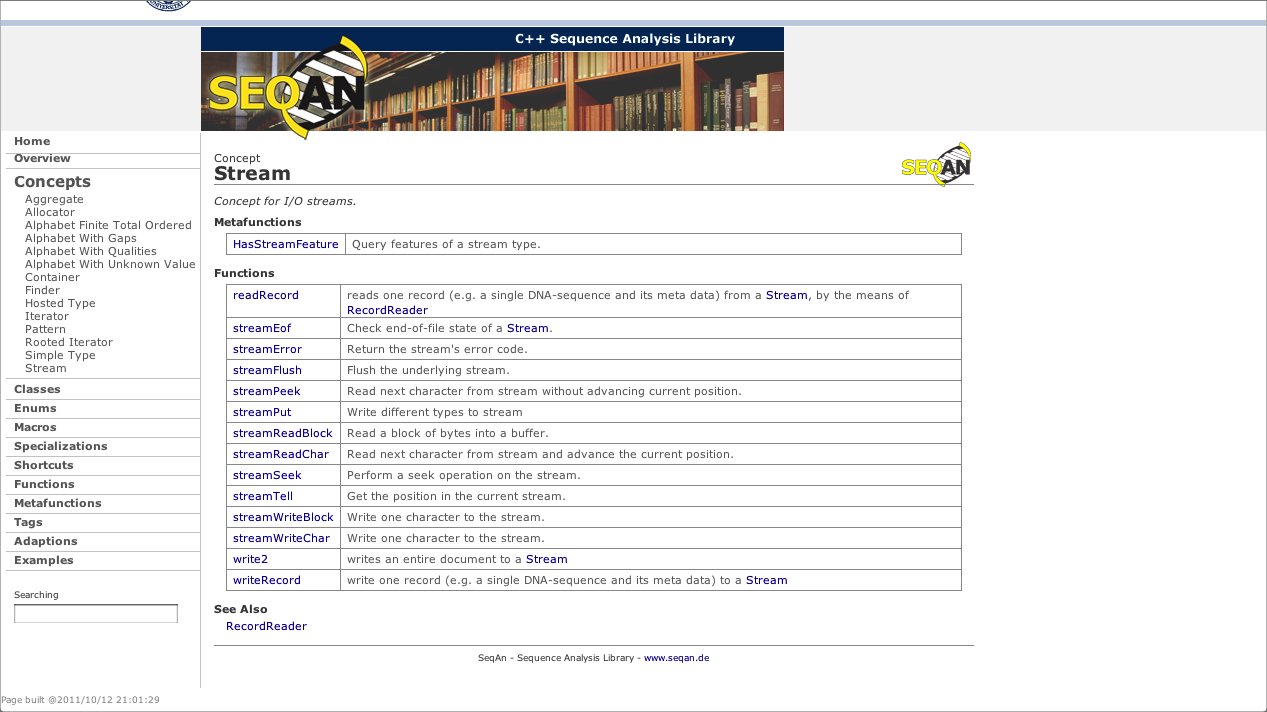 C++ Sequence Analysis Library
SEQAN
Home
Overview
Concepts
Aggregate
Allocator
Alphabet Finite Total Ordered
Alphabet With Gaps
Alphabet With Qualities
Alphabet With Unknown Value
Container
Finder
Hosted Type
Iterator
Pattern
Rooted Iterator
Simple Type
Stream
Classes
Enums
Macros
Specializations
Shortcuts
Functions
Metafunctions
Tags
Adaptions
Examples
Searching
Concept
Stream
SEQAN
Concept for I/O streams.
Metafunctions
HasStreamFeature Query features of a stream type.
Functions
readRecord reads one record (e.g. a single DNA-sequence and its meta data) from a Stream, by the means of
RecordReader
streamEof Check end-of-file state of a Stream.
streamError Return the stream's error code.
streamFlush Flush the underlying stream.
streamPeek Read next character from stream without advancing current position.
streamPut Write different types to stream
streamReadBlock Read a block of bytes into a buffer.
streamReadChar Read next character from stream and advance the current position.
streamSeek Perform a seek operation on the stream.
streamTell Get the position in the current stream.
streamWriteBlock Write one character to the stream.
streamWriteChar Write one character to the stream.
write2 writes an entire document to a Stream
writeRecord write one record (e.g. a single DNA-sequence and its meta data) to a Stream
See Also
RecordReader
SeqAn - Sequence Analysis Library - www.seqan.de
Page built @2011/10/12 21:01:29